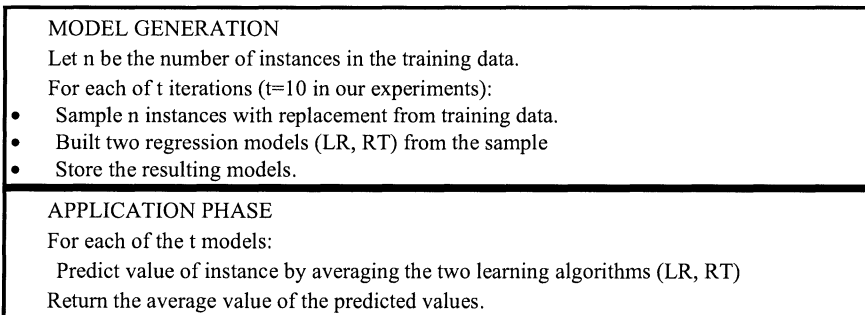 MODEL GENERATION
Let n be the number of instances in the training data.
For each of t iterations (t=10 in our experiments):
• Sample n instances with replacement from training data.
• Built two regression models (LR, RT) from the sample
• Store the resulting models.
APPLICATION PHASE
For each of the t models:
Predict value of instance by averaging the two learning algorithms (LR, RT)
Return the average value of the predicted values.